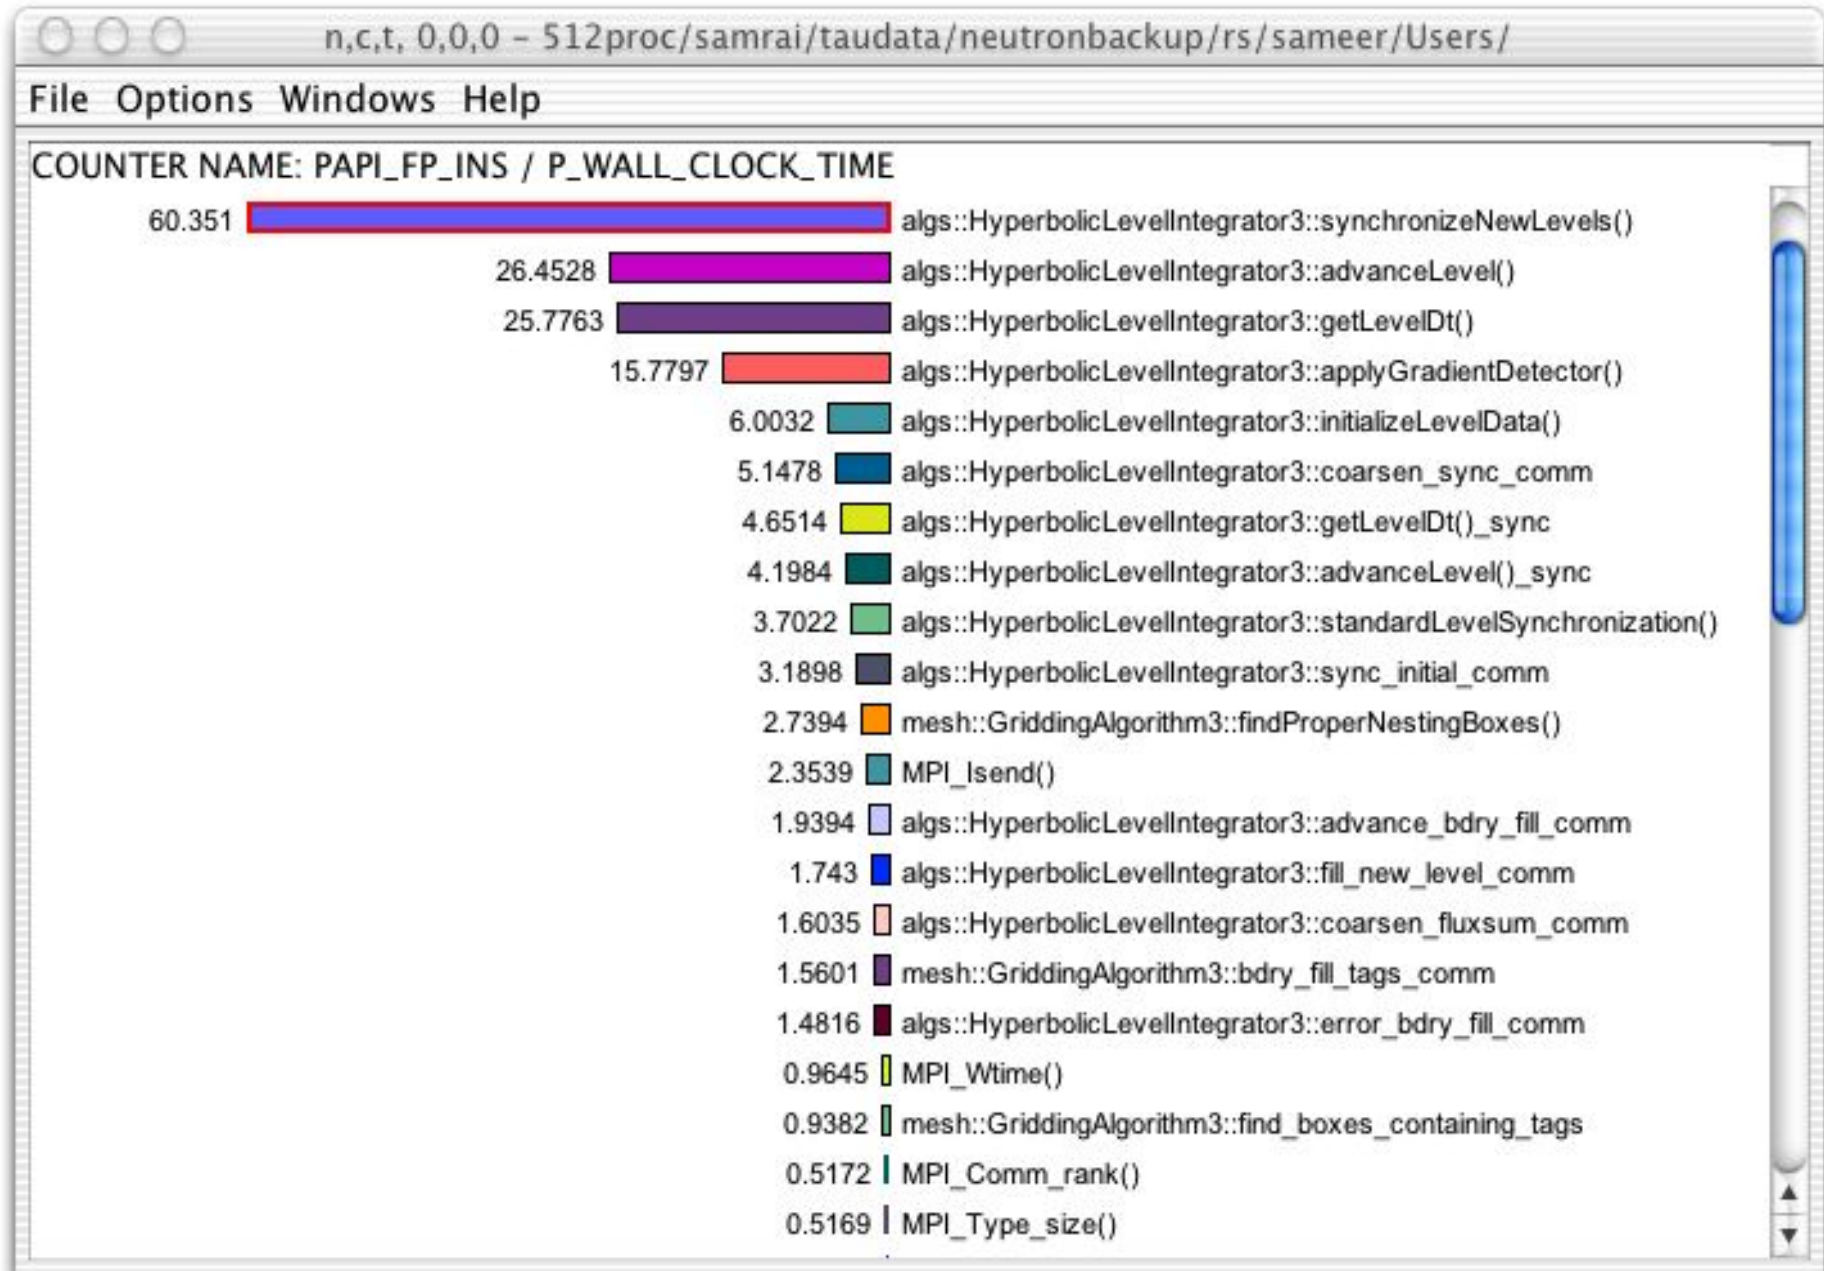 n,c,t, 0,0,0 – 512proc/samrai/taudata/neutronbackup/rs/sameer/Users/
File Options Windows Help
COUNTER NAME: PAPI_FP_INS / P_WALL_CLOCK_TIME
60.351 algs::HyperbolicLevelIntegrator3::synchronizeNewLevels()
26.4528 algs::HyperbolicLevelIntegrator3::advanceLevel()
25.7763 algs::HyperbolicLevelIntegrator3::getLevelDt()
15.7797 algs::HyperbolicLevelIntegrator3::applyGradientDetector()
6.0032 algs::HyperbolicLevelIntegrator3::initializeLevelData()
5.1478 algs::HyperbolicLevelIntegrator3::coarsen_sync_comm
4.6514 algs::HyperbolicLevelIntegrator3::getLevelDt()_sync
4.1984 algs::HyperbolicLevelIntegrator3::advanceLevel()_sync
3.7022 algs::HyperbolicLevelIntegrator3::standardLevelSynchronization()
3.1898 algs::HyperbolicLevelIntegrator3::sync_initial_comm
2.7394 mesh::GriddingAlgorithm3::findProperNestingBoxes()
2.3539 MPI_Isend()
1.9394 algs::HyperbolicLevelIntegrator3::advance_bdry_fill_comm
1.743 algs::HyperbolicLevelIntegrator3::fill_new_level_comm
1.6035 algs::HyperbolicLevelIntegrator3::coarsen_fluxsum_comm
1.5601 mesh::GriddingAlgorithm3::bdry_fill_tags_comm
1.4816 algs::HyperbolicLevelIntegrator3::error_bdry_fill_comm
0.9645 MPI_Wtime()
0.9382 mesh::GriddingAlgorithm3::find_boxes_containing_tags
0.5172 MPI_Comm_rank()
0.5169 MPI_Type_size()